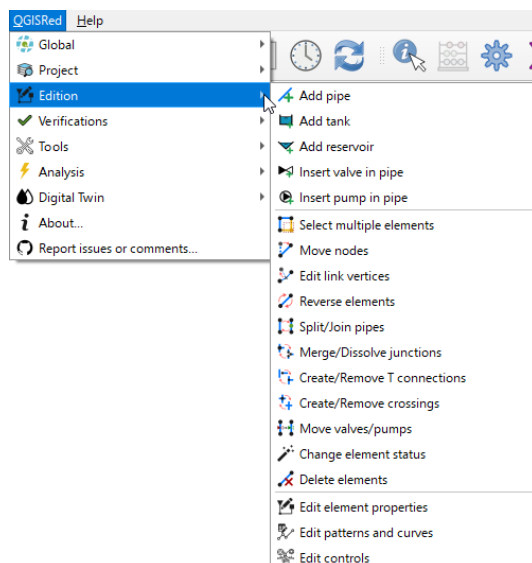 QGISRed Help
Global
Project
Edition
Verifications
Tools
Analysis
Digital Twin
About...
Report issues or comments...
Add pipe
Add tank
Add reservoir
Insert valve in pipe
Insert pump in pipe
Select multiple elements
Move nodes
Edit link vertices
Reverse elements
Split/Join pipes
Merge/Dissolve junctions
Create/Remove T connections
Create/Remove crossings
Move valves/pumps
Change element status
Delete elements
Edit element properties
Edit patterns and curves
Edit controls